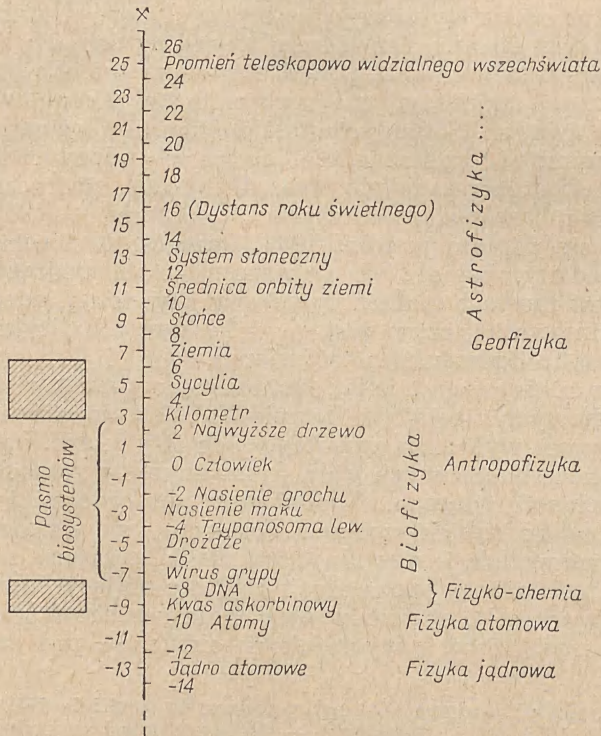 X
26
25 Promień teleskopowo widzialnego wszechświata
24
23
22
21
20
19
18
17
16 (Dystans roku świetlnego)
15
14
13 System słoneczny
12
11 Średnica orbity ziemi
10
9 Słońce
8
7 Ziemia
6
5 Sycylia
4
3 Kilometr
2 Najwyższe drzewo
1
0 Człowiek
-1
-2 Nasienie grochu
-3 Nasienie maku
-4 Trypanosoma lew.
-5 Drożdże
-6
-7 Wirus grypy
-8 DNA
-9 Kwas askorbinowy
-10 Atomy
-11
-12
-13 Jądro atomowe
-14
Pasmo
biosystemów
Astrofizyka ....
Geofizyka
Biofizyka
Antropofizyka
} Fizyko-chemia
Fizyka atomowa
Fizyka jądrowa